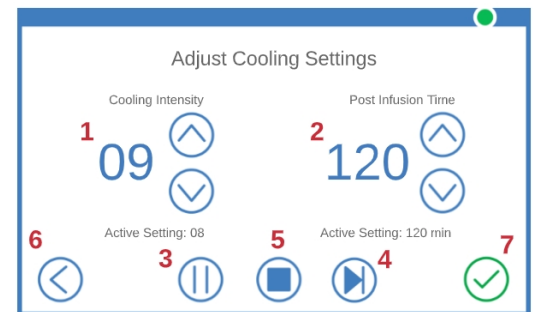 Adjust Cooling Settings
Cooling Intensity
Post Infusion Time
1
09
2
120
Active Setting: 08
Active Setting: 120 min
6
3
5
4
7